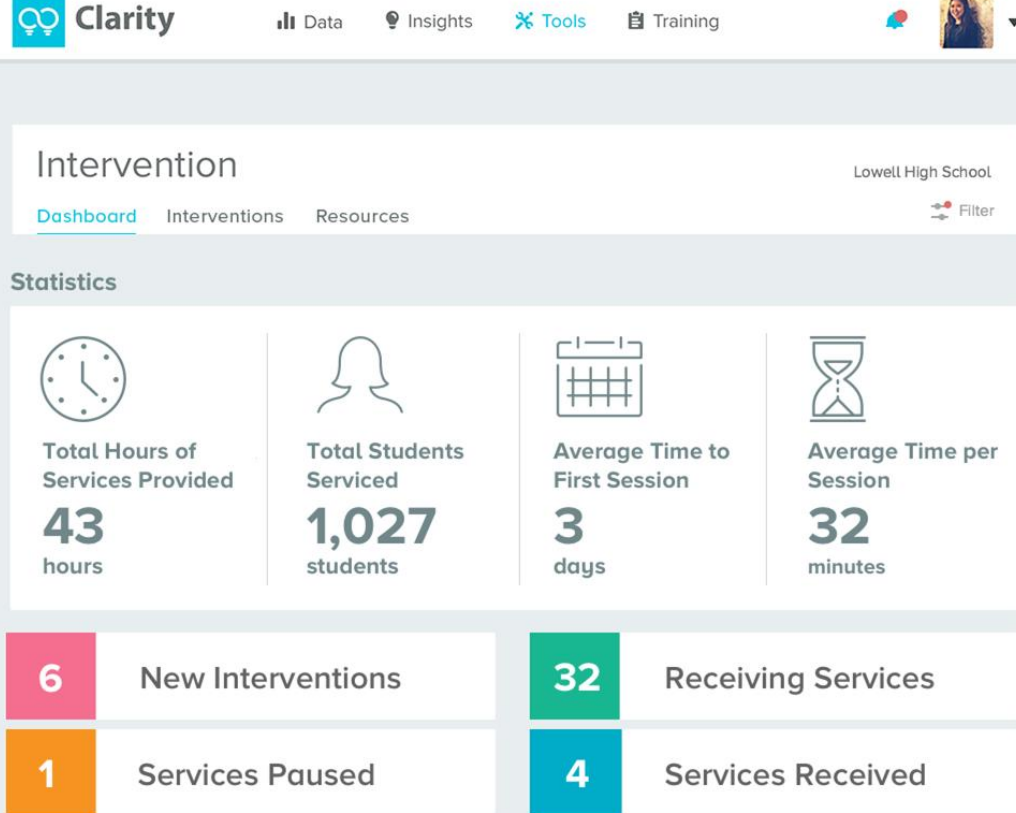 Clarity
Data
Insights
Tools
Training
Intervention
Lowell High School
Dashboard
Interventions
Resources
Filter
Statistics
Total Hours of
Services Provided
43
hours
Total Students
Serviced
1,027
students
Average Time to
First Session
3
days
Average Time per
Session
32
minutes
6
New Interventions
32
Receiving Services
1
Services Paused
4
Services Received